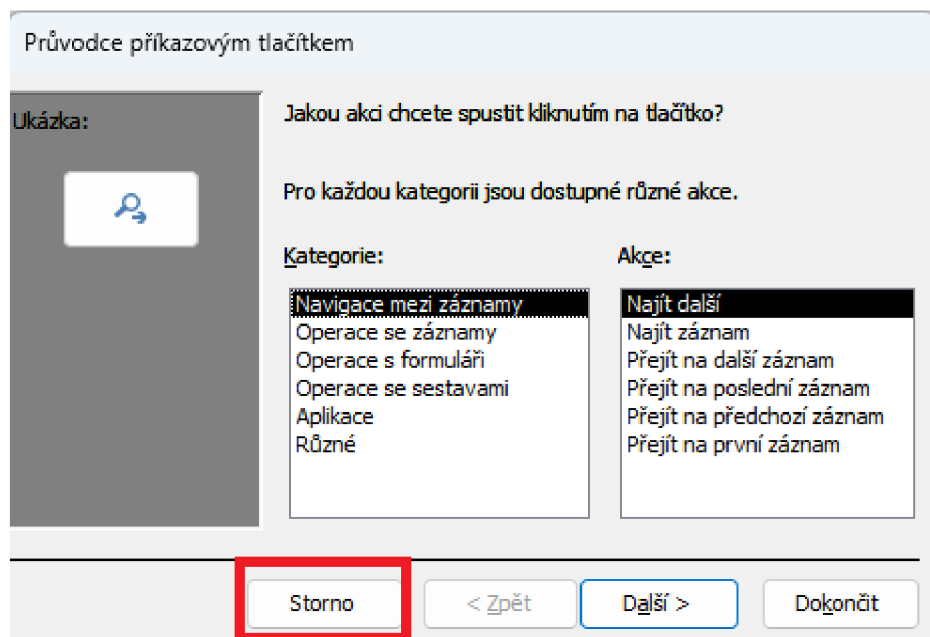 Průvodce příkazovým tlačítkem
Ukázka:
Jakou akci chcete spustit kliknutím na tlačítko?
Pro každou kategorii jsou dostupné různé akce.
Kategorie:
Navigace mezi záznamy
Operace se záznamy
Operace s formuláři
Operace se sestavami
Aplikace
Různé
Akce:
Najít další
Najít záznam
Přejít na další záznam
Přejít na poslední záznam
Přejít na předchozí záznam
Přejít na první záznam
Storno
< Zpět
Další >
Dokončit